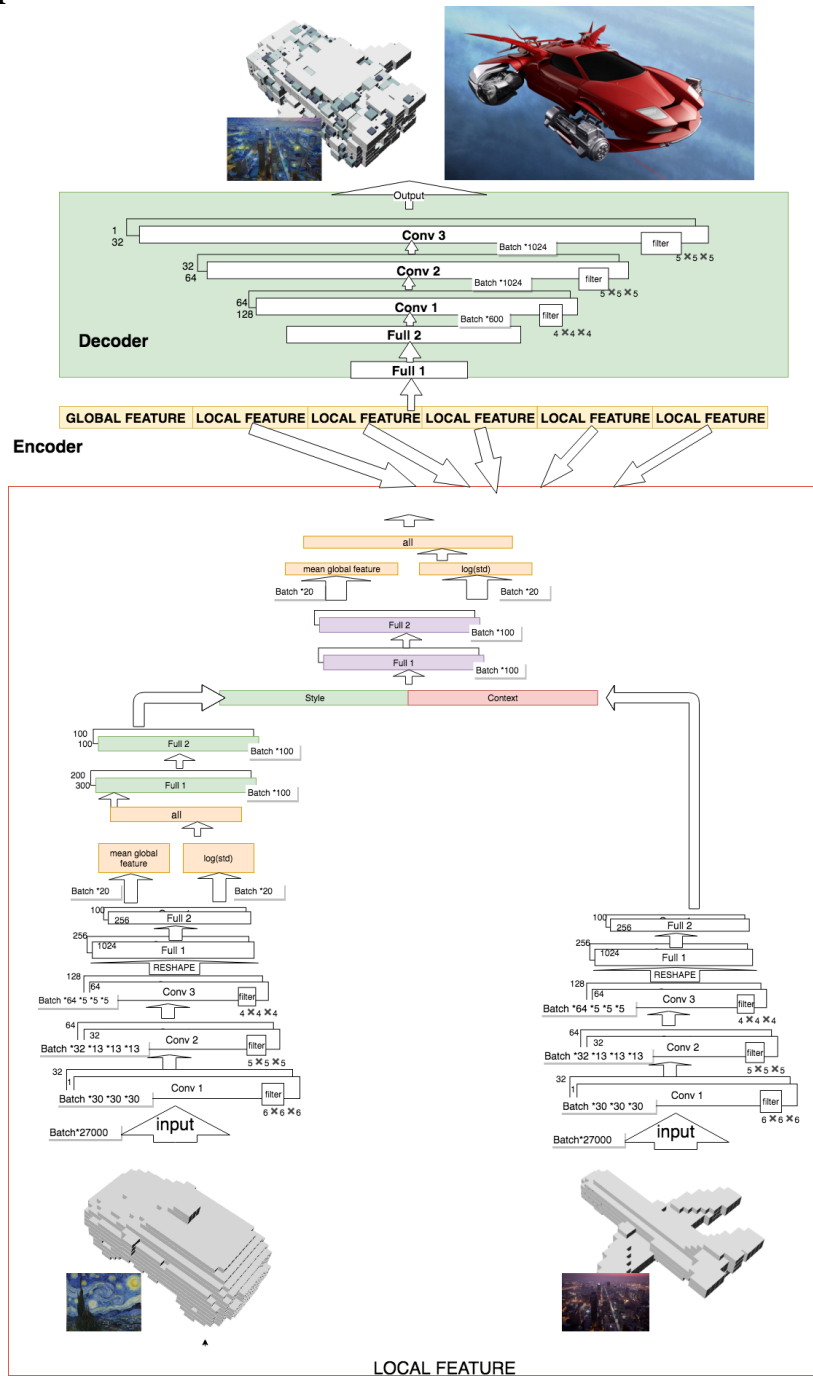 Output
1
32
Conv 3
Batch *1024
filter
5 × 5 × 5
32
64
Conv 2
Batch *1024
filter
5 × 5 × 5
64
128
Conv 1
Batch *600
filter
4 × 4 × 4
Decoder
Full 2
Full 1
GLOBAL FEATURE LOCAL FEATURE LOCAL FEATURE LOCAL FEATURE LOCAL FEATURE LOCAL FEATURE
Encoder
all
mean global feature
log(std)
Batch *20
Batch *20
Full 2
Batch *100
Full 1
Batch *100
Style
Context
100
100
Full 2
Batch *100
200
300
Full 1
Batch *100
all
mean global
feature
log(std)
Batch *20
Batch *20
100
256
Full 2
256
1024
Full 1
RESHAPE
128
64
Conv 3
Batch *64 *5 *5 *5
filter
4 × 4 × 4
64
32
Conv 2
Batch *32 *13 *13 *13
filter
5 × 5 × 5
32
1
Conv 1
Batch *30 *30 *30
filter
6 × 6 × 6
input
Batch*27000
100
256
Full 2
256
1024
Full 1
RESHAPE
128
64
Conv 3
Batch *64 *5 *5 *5
filter
4 × 4 × 4
64
32
Conv 2
Batch *32 *13 *13 *13
filter
5 × 5 × 5
32
1
Conv 1
Batch *30 *30 *30
filter
6 × 6 × 6
input
Batch*27000
LOCAL FEATURE